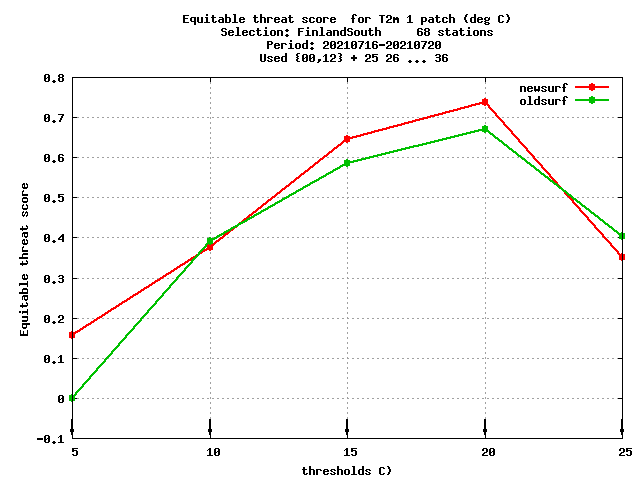 Equitable threat score for T2m 1 patch (deg C)
Selection: FinlandSouth 68 stations
Period: 20210716-20210720
Used {00,12} + 25 26 ... 36
newsurf
oldsurf
Equitable threat score
0.8
0.7
0.6
0.5
0.4
0.3
0.2
0.1
0
-0.1
5 10 15 20 25
thresholds C)